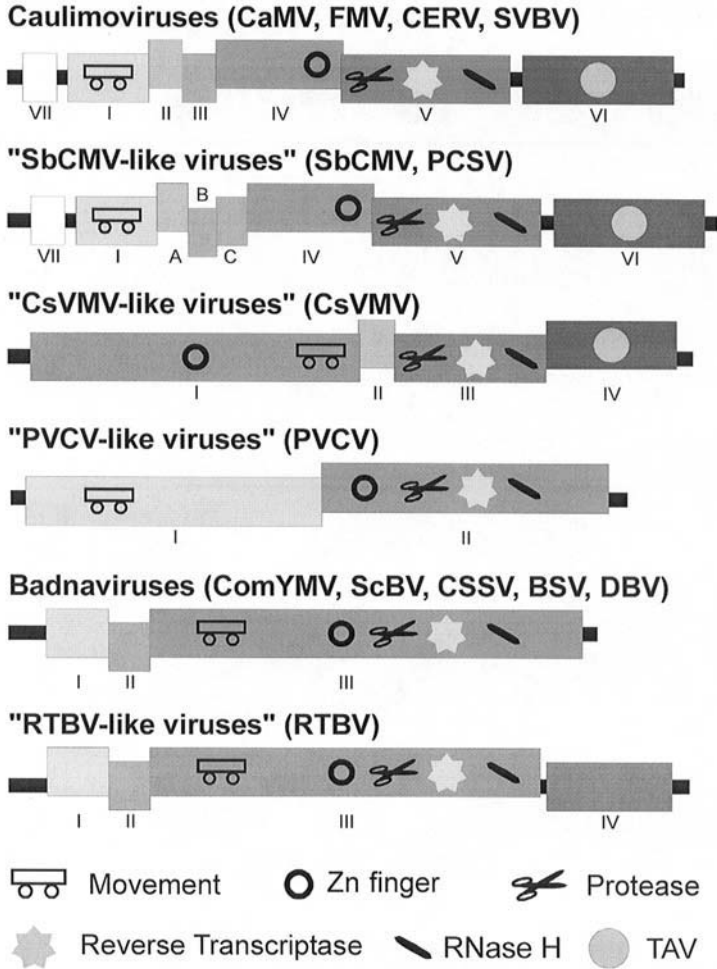 Caulimoviruses (CaMV, FMV, CERV, SVBV)
VII I II III IV V VI
"SbCMV-like viruses" (SbCMV, PCSV)
B
VII I A C IV V VI
"CsVMV-like viruses" (CsVMV)
I II III IV
"PVCV-like viruses" (PVCV)
I II
Badnaviruses (ComYMV, ScBV, CSSV, BSV, DBV)
I II III
"RTBV-like viruses" (RTBV)
I II III IV
Movement Zn finger Protease
Reverse Transcriptase RNase H TAV